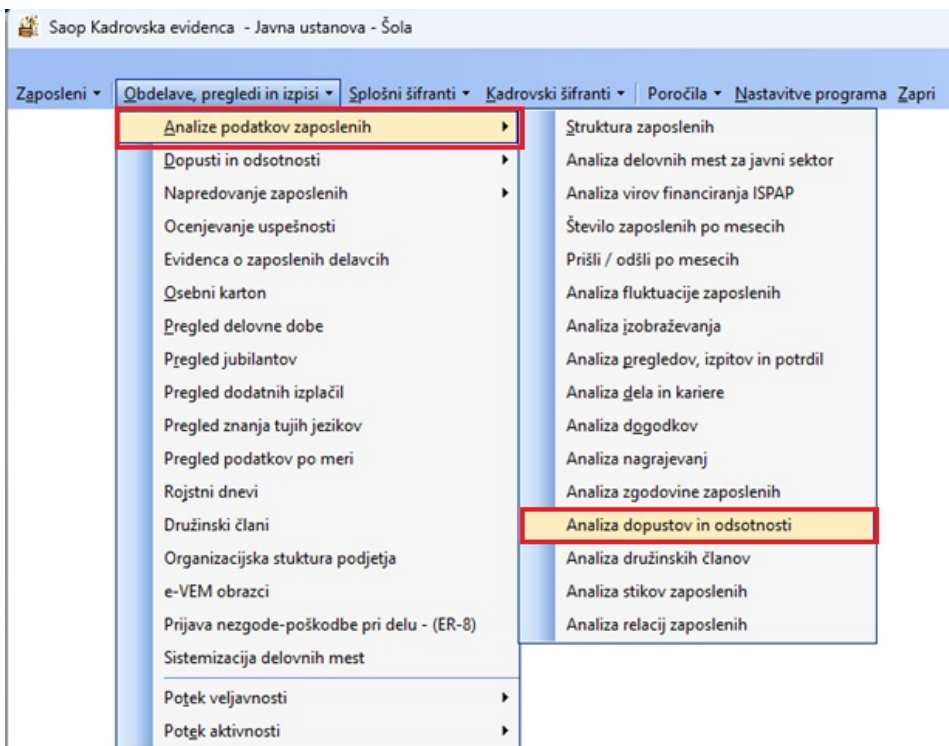 Saop Kadrovska evidenca - Javna ustanova - Šola
Zaposleni Obdelave, pregledi in izpisi Splošni šifranti Kadrovski šifranti Poročila Nastavitve programa Zapri
Analize podatkov zaposlenih
Dopusti in odsotnosti
Napredovanje zaposlenih
Ocenjevanje uspešnosti
Evidenca o zaposlenih delavcih
Osebni karton
Pregled delovne dobe
Pregled jubilantov
Pregled dodatnih izplačil
Pregled znanja tujih jezikov
Pregled podatkov po meri
Rojstni dnevi
Družinski člani
Organizacijska stuktura podjetja
e-VEM obrazci
Prijava nezgode-poškodbe pri delu - (ER-8)
Sistemizacija delovnih mest
Potek veljavnosti
Potek aktivnosti
Struktura zaposlenih
Analiza delovnih mest za javni sektor
Analiza virov financiranja ISPAP
Število zaposlenih po mesecih
Prišli / odšli po mesecih
Analiza fluktuacije zaposlenih
Analiza izobraževanja
Analiza pregledov, izpitov in potrdil
Analiza dela in kariere
Analiza dogodkov
Analiza nagrajevanj
Analiza zgodovine zaposlenih
Analiza dopustov in odsotnosti
Analiza družinskih članov
Analiza stikov zaposlenih
Analiza relacij zaposlenih